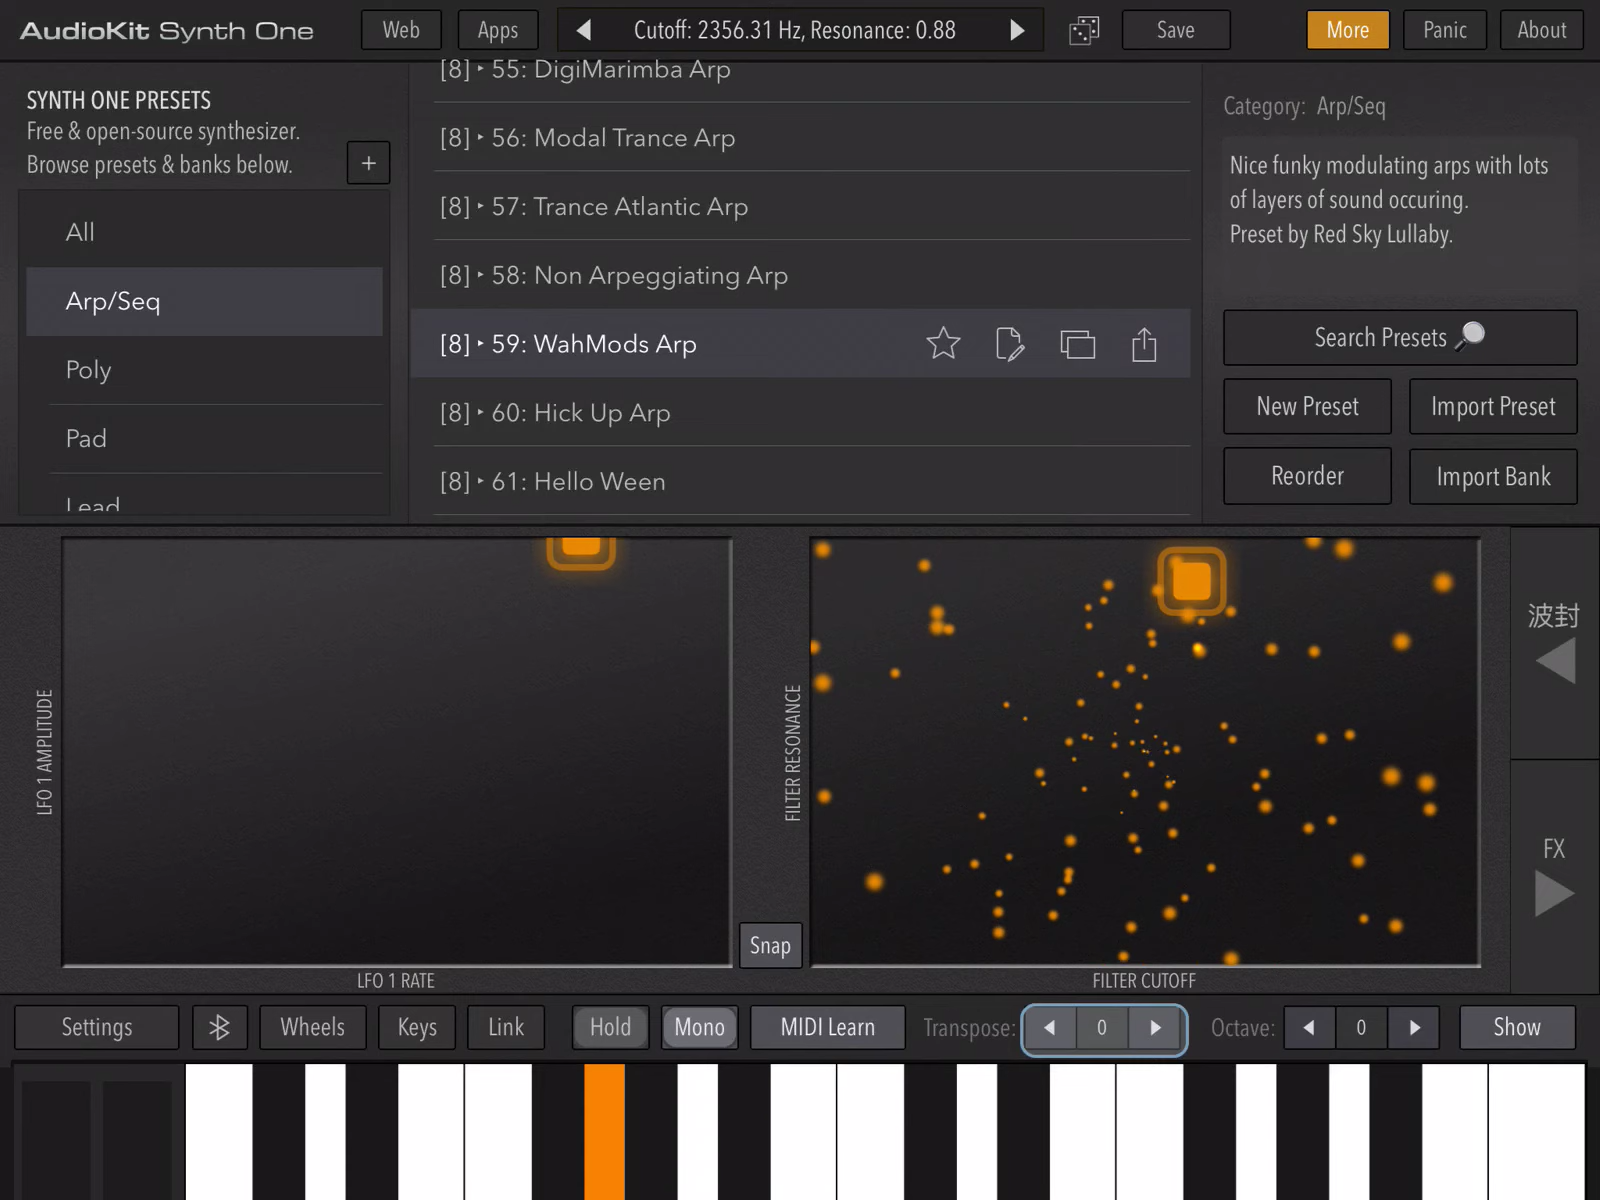 AudioKit Synth One
Web
Apps
Cutoff: 2356.31 Hz, Resonance: 0.88
Save
More
Panic
About
SYNTH ONE PRESETS
Free & open-source synthesizer.
Browse presets & banks below.
+
All
Arp/Seq
Poly
Pad
Lead
[8] ‣ 55: DigiMarimba Arp
[8] ‣ 56: Modal Trance Arp
[8] ‣ 57: Trance Atlantic Arp
[8] ‣ 58: Non Arpeggiating Arp
[8] ‣ 59: WahMods Arp
[8] ‣ 60: Hick Up Arp
[8] ‣ 61: Hello Ween
Category: Arp/Seq
Nice funky modulating arps with lots
of layers of sound occuring.
Preset by Red Sky Lullaby.
Search Presets
New Preset
Import Preset
Reorder
Import Bank
LFO 1 AMPLITUDE
LFO 1 RATE
Snap
FILTER RESONANCE
FILTER CUTOFF
波封
FX
Settings
Wheels
Keys
Link
Hold
Mono
MIDI Learn
Transpose:
0
Octave:
0
Show